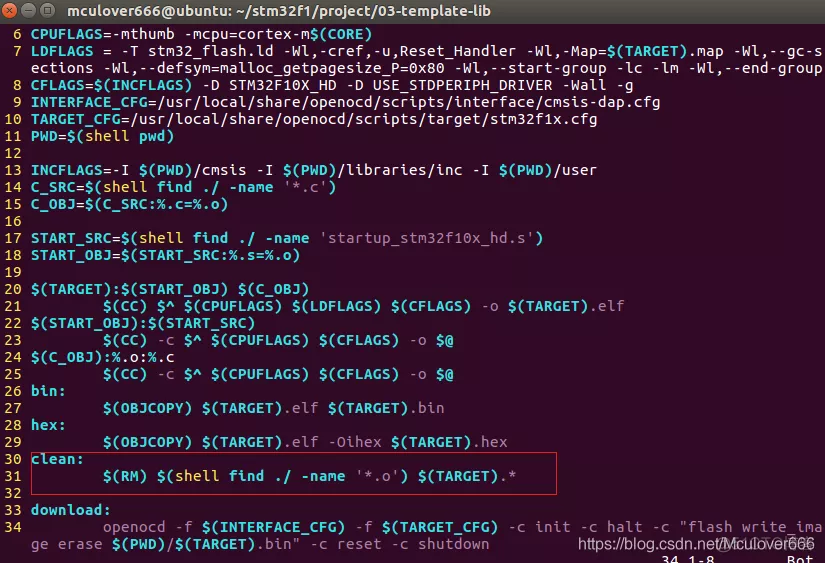 mculover666@ubuntu: ~/stm32f1/project/03-template-lib
6 CPUFLAGS=-mthumb -mcpu=cortex-m$(CORE)
7 LDFLAGS = -T stm32_flash.ld -Wl,-cref,-u,Reset_Handler -Wl,-Map=$(TARGET).map -Wl,--gc-s
ections -Wl,--defsym=malloc_getpagesize_P=0x80 -Wl,--start-group -lc -lm -Wl,--end-group
8 CFLAGS=$(INCFLAGS) -D STM32F10X_HD -D USE_STDPERIPH_DRIVER -Wall -g
9 INTERFACE_CFG=/usr/local/share/openocd/scripts/interface/cmsis-dap.cfg
10 TARGET_CFG=/usr/local/share/openocd/scripts/target/stm32f1x.cfg
11 PWD=$(shell pwd)
12
13 INCFLAGS=-I $(PWD)/cmsis -I $(PWD)/libraries/inc -I $(PWD)/user
14 C_SRC=$(shell find ./ -name '*.c')
15 C_OBJ=$(C_SRC:%.c=%.o)
16
17 START_SRC=$(shell find ./ -name 'startup_stm32f10x_hd.s')
18 START_OBJ=$(START_SRC:%.s=%.o)
19
20 $(TARGET):$(START_OBJ) $(C_OBJ)
21 $(CC) $^ $(CPUFLAGS) $(LDFLAGS) $(CFLAGS) -o $(TARGET).elf
22 $(START_OBJ):$(START_SRC)
23 $(CC) -c $^ $(CPUFLAGS) $(CFLAGS) -o $@
24 $(C_OBJ):%.o:%.c
25 $(CC) -c $^ $(CPUFLAGS) $(CFLAGS) -o $@
26 bin:
27 $(OBJCOPY) $(TARGET).elf $(TARGET).bin
28 hex:
29 $(OBJCOPY) $(TARGET).elf -Oihex $(TARGET).hex
30 clean:
31 $(RM) $(shell find ./ -name '*.o') $(TARGET).*
32
33 download:
34 openocd -f $(INTERFACE_CFG) -f $(TARGET_CFG) -c init -c halt -c "flash write_ima
ge erase $(PWD)/$(TARGET).bin" -c reset -c shutdown
https://blog.csdn.net/Mculover666
34,1-8 Bot